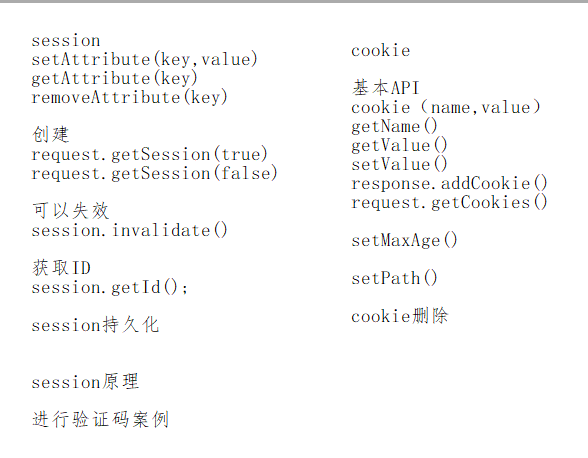 session
setAttribute(key,value)
getAttribute(key)
removeAttribute(key)
创建
request.getSession(true)
request.getSession(false)
可以失效
session.invalidate()
获取ID
session.getId();
session持久化
session原理
进行验证码案例
cookie
基本API
cookie（name,value）
getName()
getValue()
setValue()
response.addCookie()
request.getCookies()
setMaxAge()
setPath()
cookie删除